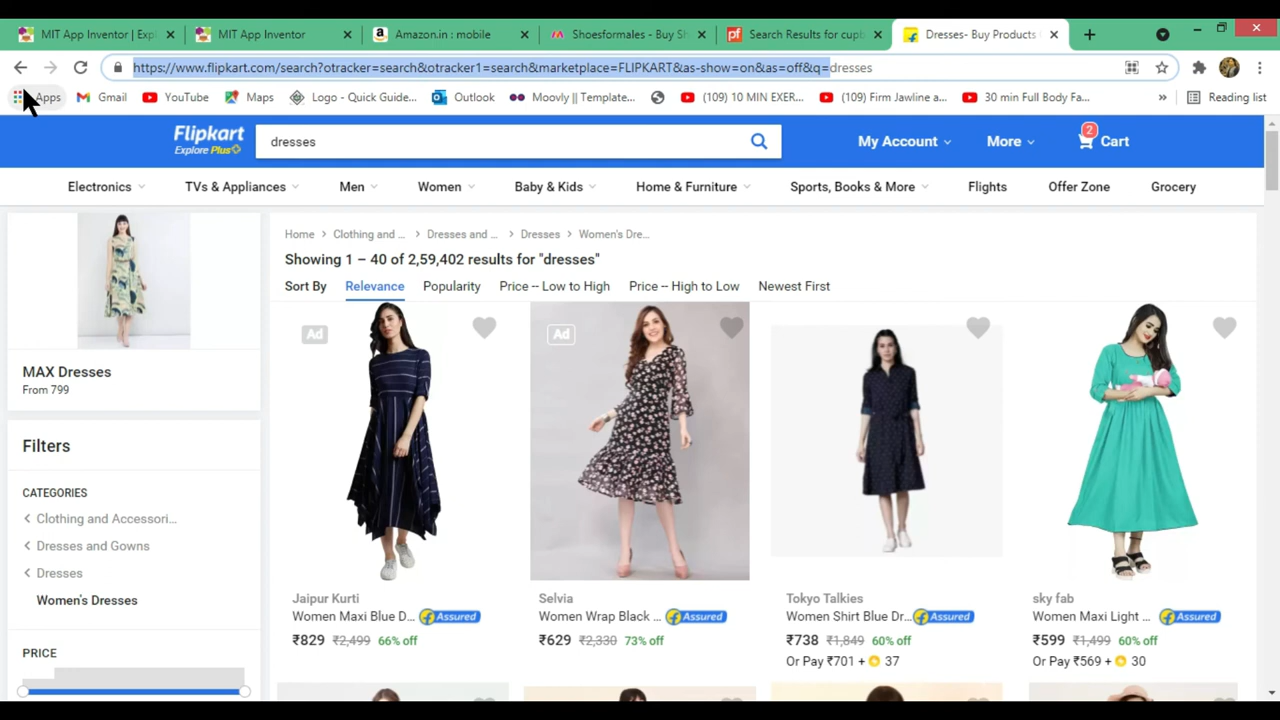 MIT App Inventor | Expl
MIT App Inventor
Amazon.in : mobile
Shoesformales - Buy Sh
Search Results for cupb
Dresses- Buy Products
https://www.flipkart.com/search?otracker=search&otracker1=search&marketplace=FLIPKART&as-show=on&as=off&q=dresses
Apps
Gmail
YouTube
Maps
Logo - Quick Guide...
Outlook
Moovly || Template...
(109) 10 MIN EXER...
(109) Firm Jawline a...
30 min Full Body Fa...
»
Reading list
Flipkart
Explore Plus
dresses
My Account
More
2
Cart
Electronics
TVs & Appliances
Men
Women
Baby & Kids
Home & Furniture
Sports, Books & More
Flights
Offer Zone
Grocery
MAX Dresses
From 799
Filters
CATEGORIES
Clothing and Accessori...
Dresses and Gowns
Dresses
Women's Dresses
PRICE
Home > Clothing and ... > Dresses and ... > Dresses > Women's Dre...
Showing 1 – 40 of 2,59,402 results for "dresses"
Sort By Relevance Popularity Price -- Low to High Price -- High to Low Newest First
Ad
Ad
Jaipur Kurti
Women Maxi Blue D... Assured
₹829 ₹2,499 66% off
Selvia
Women Wrap Black ... Assured
₹629 ₹2,330 73% off
Tokyo Talkies
Women Shirt Blue Dr... Assured
₹738 ₹1,849 60% off
Or Pay ₹701 + 37
sky fab
Women Maxi Light ... Assured
₹599 ₹1,499 60% off
Or Pay ₹569 + 30